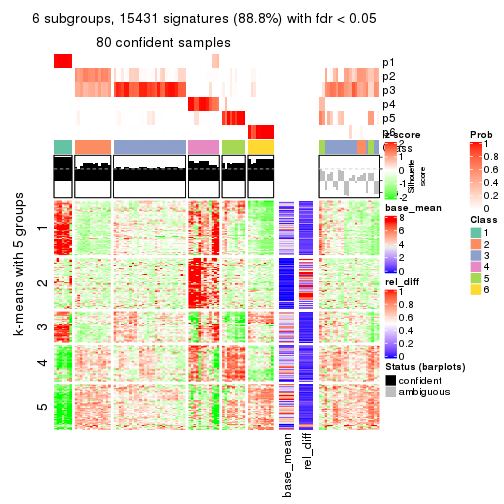 6 subgroups, 15431 signatures (88.8%) with fdr < 0.05
80 confident samples
p1
p2
p3
p4
p5
p6
Class
z-score
2
1
0
-1
-2
Silhouette
score
k-means with 5 groups
1
2
3
4
5
base_mean
rel_diff
base_mean
8
6
4
2
0
rel_diff
1
0.8
0.6
0.4
0.2
0
Status (barplots)
confident
ambiguous
Prob
1
0.8
0.6
0.4
0.2
0
Class
1
2
3
4
5
6